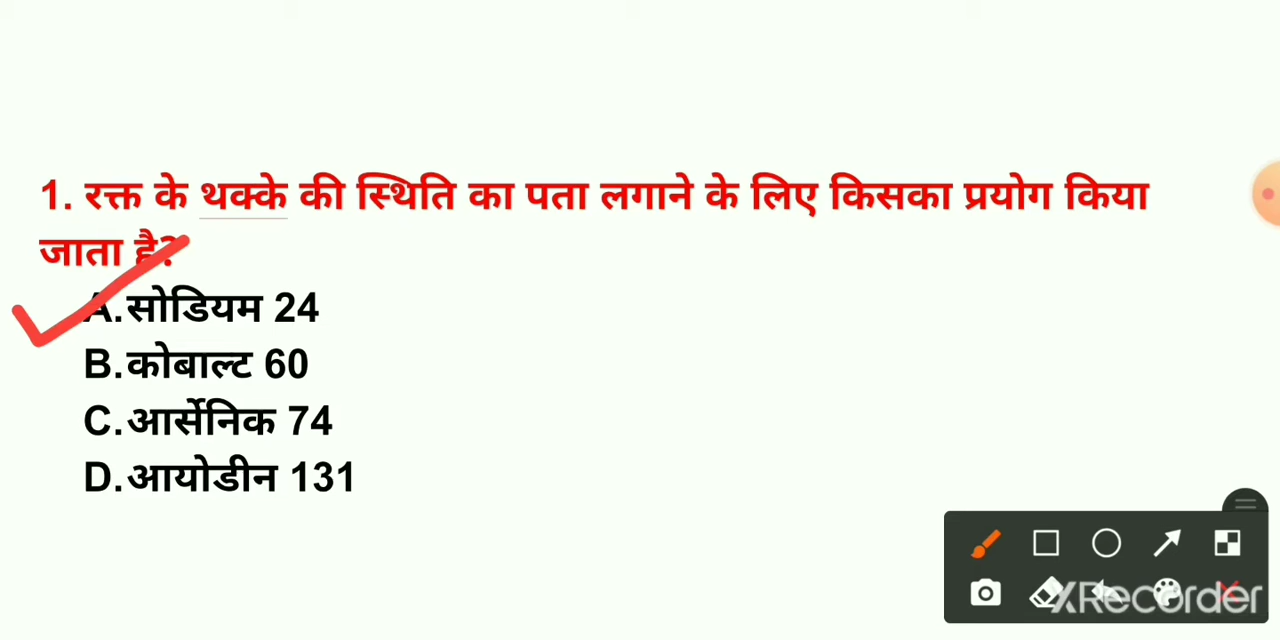 1. रक्त के थक्के की स्थिति का पता लगाने के लिए किसका प्रयोग किया
जाता है?
A.सोडियम 24
B.कोबाल्ट 60
C.आर्सेनिक 74
D.आयोडीन 131
XRecorder